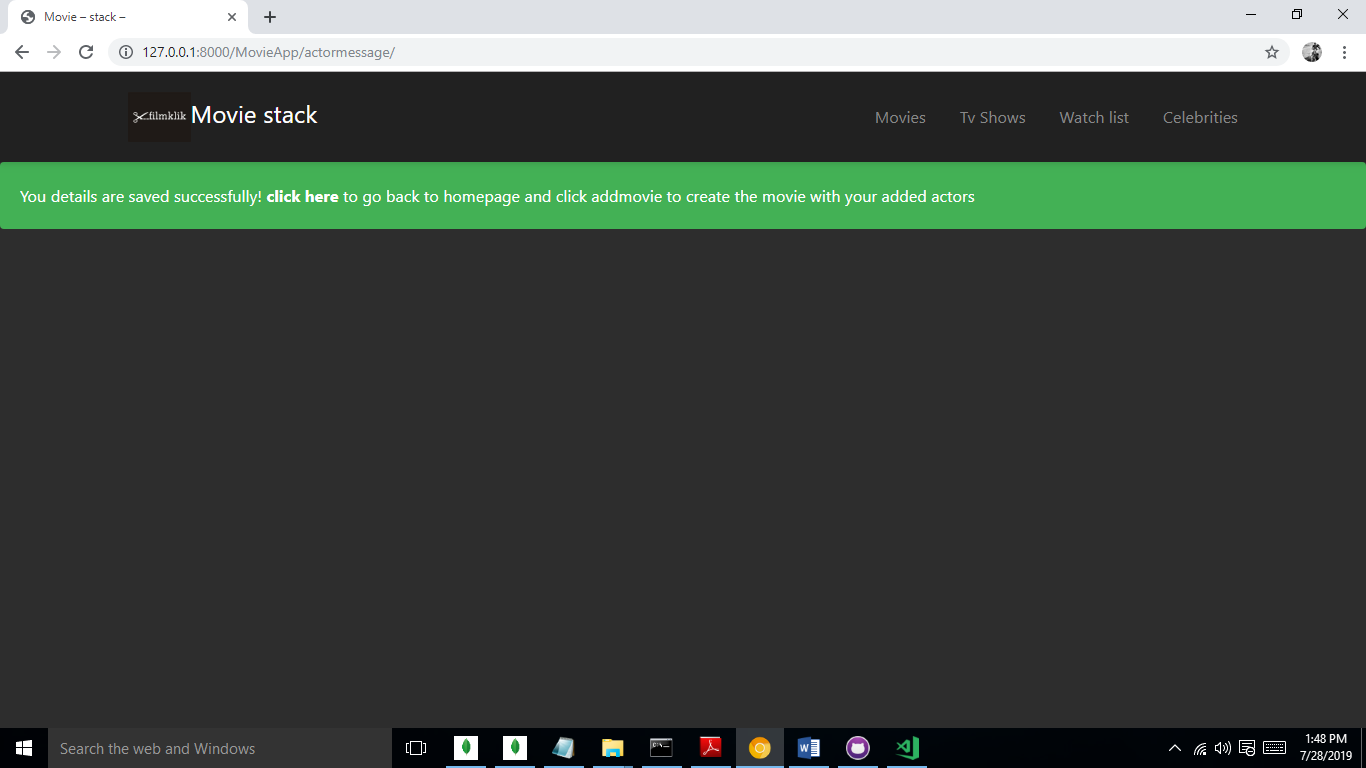 Movie – stack –
127.0.0.1:8000/MovieApp/actormessage/
filmklik
Movie stack
Movies
Tv Shows
Watch list
Celebrities
You details are saved successfully! click here to go back to homepage and click addmovie to create the movie with your added actors
Search the web and Windows
1:48 PM
7/28/2019